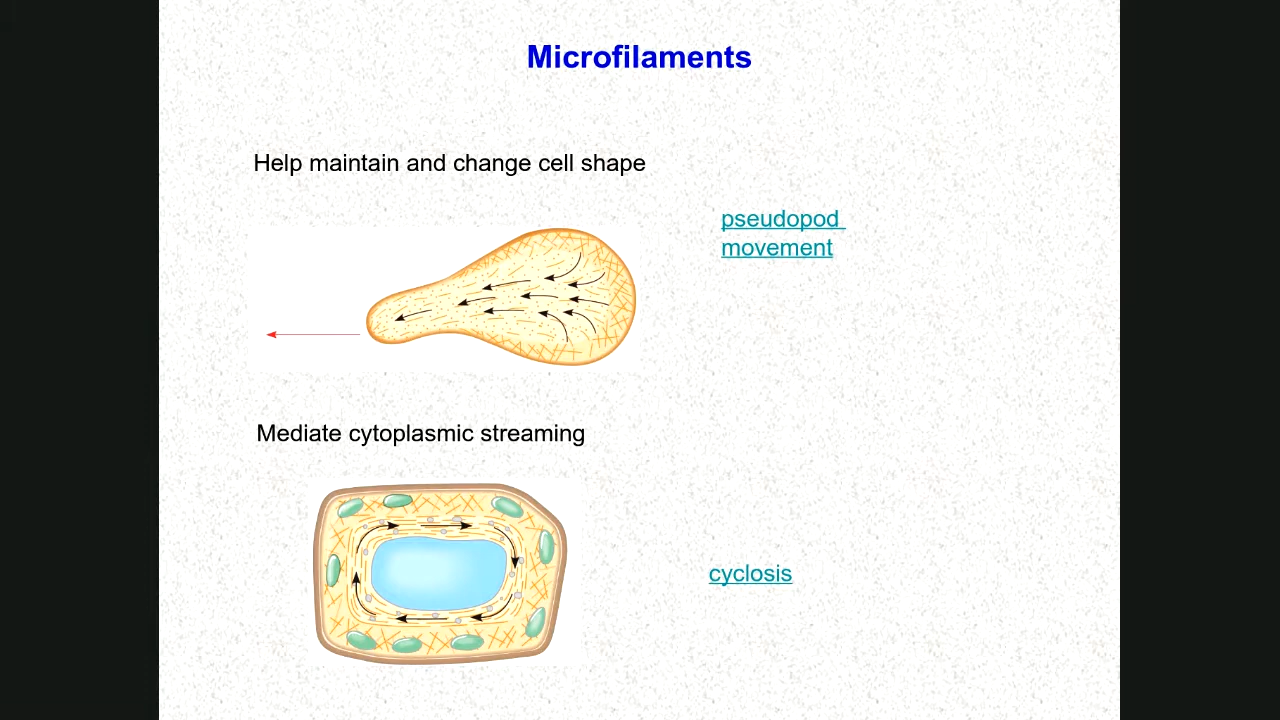 Microfilaments
Help maintain and change cell shape
pseudopod
movement
Mediate cytoplasmic streaming
cyclosis